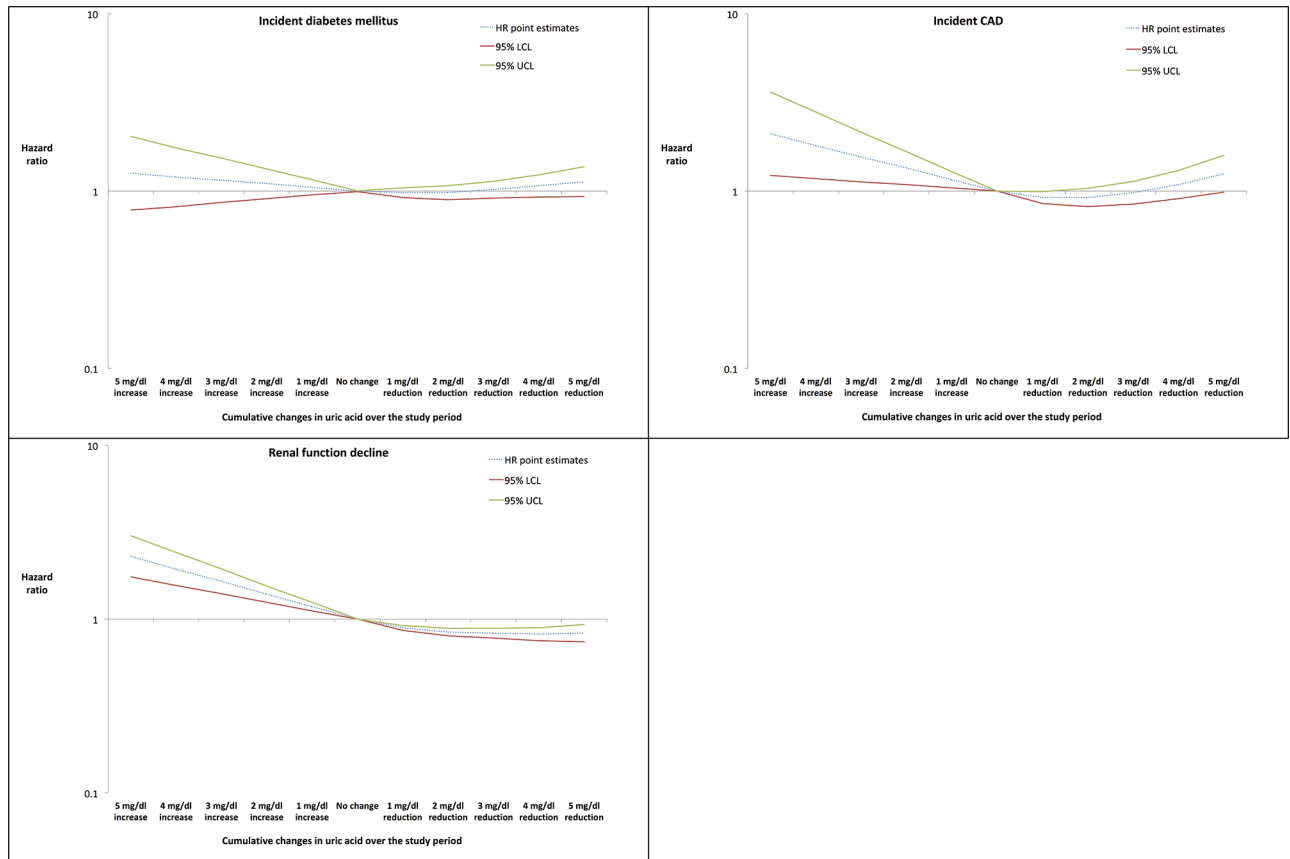 Incident diabetes mellitus
10
HR point estimates
95% LCL
95% UCL
Hazard
ratio
1
0.1
5 mg/dl 4 mg/dl 3 mg/dl 2 mg/dl 1 mg/dl No change 1 mg/dl 2 mg/dl 3 mg/dl 4 mg/dl 5 mg/dl
increase increase increase increase increase reduction reduction reduction reduction reduction
Cumulative changes in uric acid over the study period
Incident CAD
10
HR point estimates
95% LCL
95% UCL
Hazard
ratio
1
0.1
5 mg/dl 4 mg/dl 3 mg/dl 2 mg/dl 1 mg/dl No change 1 mg/dl 2 mg/dl 3 mg/dl 4 mg/dl 5 mg/dl
increase increase increase increase increase reduction reduction reduction reduction reduction
Cumulative changes in uric acid over the study period
Renal function decline
10
HR point estimates
95% LCL
95% UCL
Hazard
ratio
1
0.1
5 mg/dl 4 mg/dl 3 mg/dl 2 mg/dl 1 mg/dl No change 1 mg/dl 2 mg/dl 3 mg/dl 4 mg/dl 5 mg/dl
increase increase increase increase increase reduction reduction reduction reduction reduction
Cumulative changes in uric acid over the study period